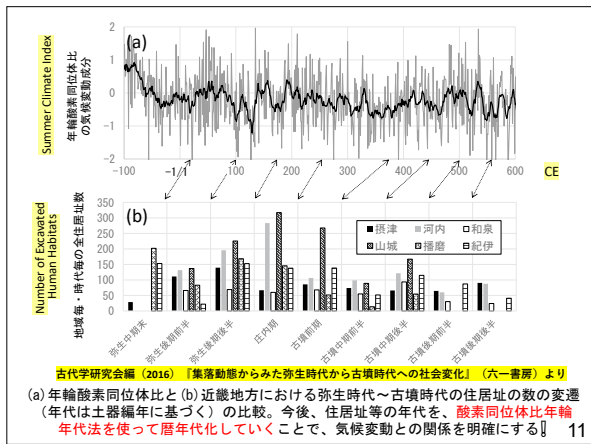 (a)
Summer Climate Index
年輪酸素同位体比
の気候変動成分
2
1
0
-1
-2
-100
-1/1
100
200
300
400
500
600
CE
(b)
Number of Excavated
Human Habitats
地域毎・時代毎の全住居址数
350
300
250
200
150
100
50
0
摂津 河内 和泉
山城 播磨 紀伊
弥生中期末
弥生後期前半
弥生後期後半
庄内期
古墳前期
古墳中期前半
古墳中期後半
古墳後期前半
古墳後期後半
古代学研究会編（2016）『集落動態からみた弥生時代から古墳時代への社会変化』（六一書房）より
(a)年輪酸素同位体比と(b)近畿地方における弥生時代～古墳時代の住居址の数の変遷
（年代は土器編年に基づく）の比較。今後、住居址等の年代を、酸素同位体比年輪
年代法を使って暦年代化していくことで、気候変動との関係を明確にする！
11